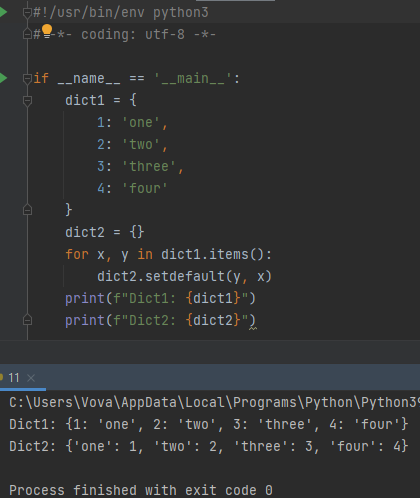 #!/usr/bin/env python3
# -*- coding: utf-8 -*-
if __name__ == '__main__':
    dict1 = {
        1: 'one',
        2: 'two',
        3: 'three',
        4: 'four'
    }
    dict2 = {}
    for x, y in dict1.items():
        dict2.setdefault(y, x)
    print(f"Dict1: {dict1}")
    print(f"Dict2: {dict2}")
11 ×
C:\Users\Vova\AppData\Local\Programs\Python\Python39
Dict1: {1: 'one', 2: 'two', 3: 'three', 4: 'four'}
Dict2: {'one': 1, 'two': 2, 'three': 3, 'four': 4}
Process finished with exit code 0